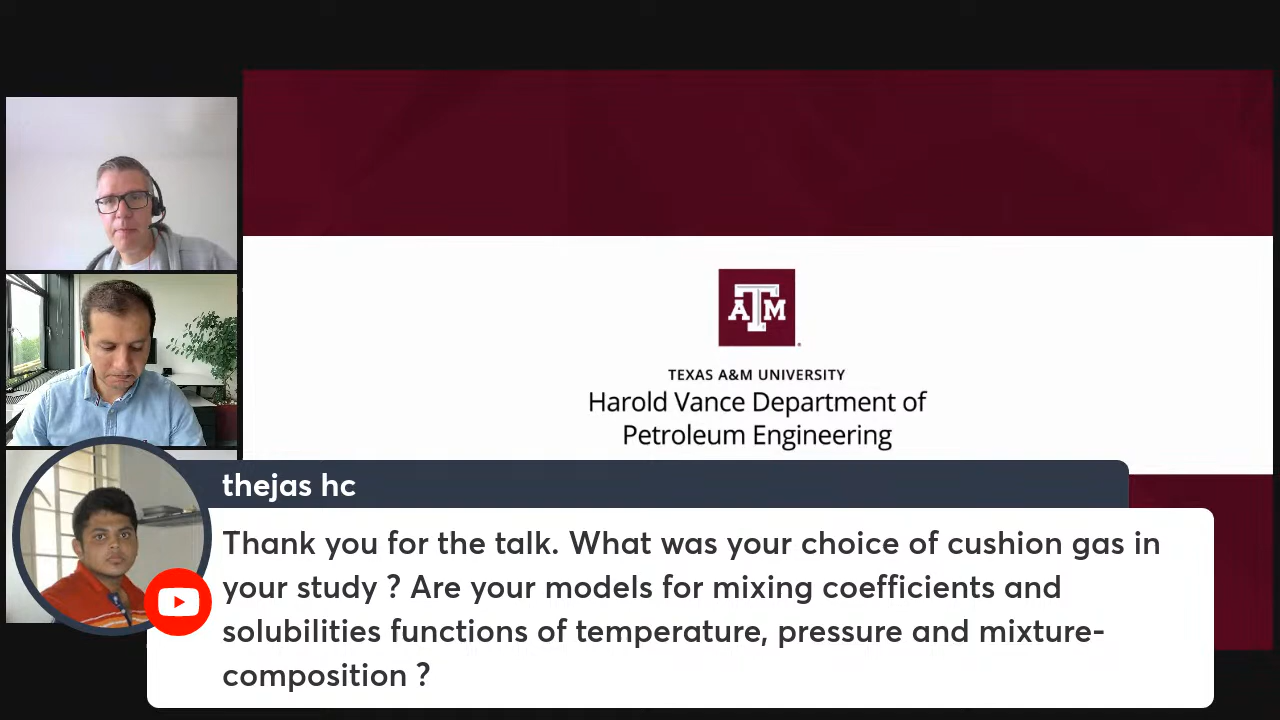 ATM
TEXAS A&M UNIVERSITY
Harold Vance Department of
Petroleum Engineering
thejas hc
Thank you for the talk. What was your choice of cushion gas in
your study ? Are your models for mixing coefficients and
solubilities functions of temperature, pressure and mixture-
composition ?